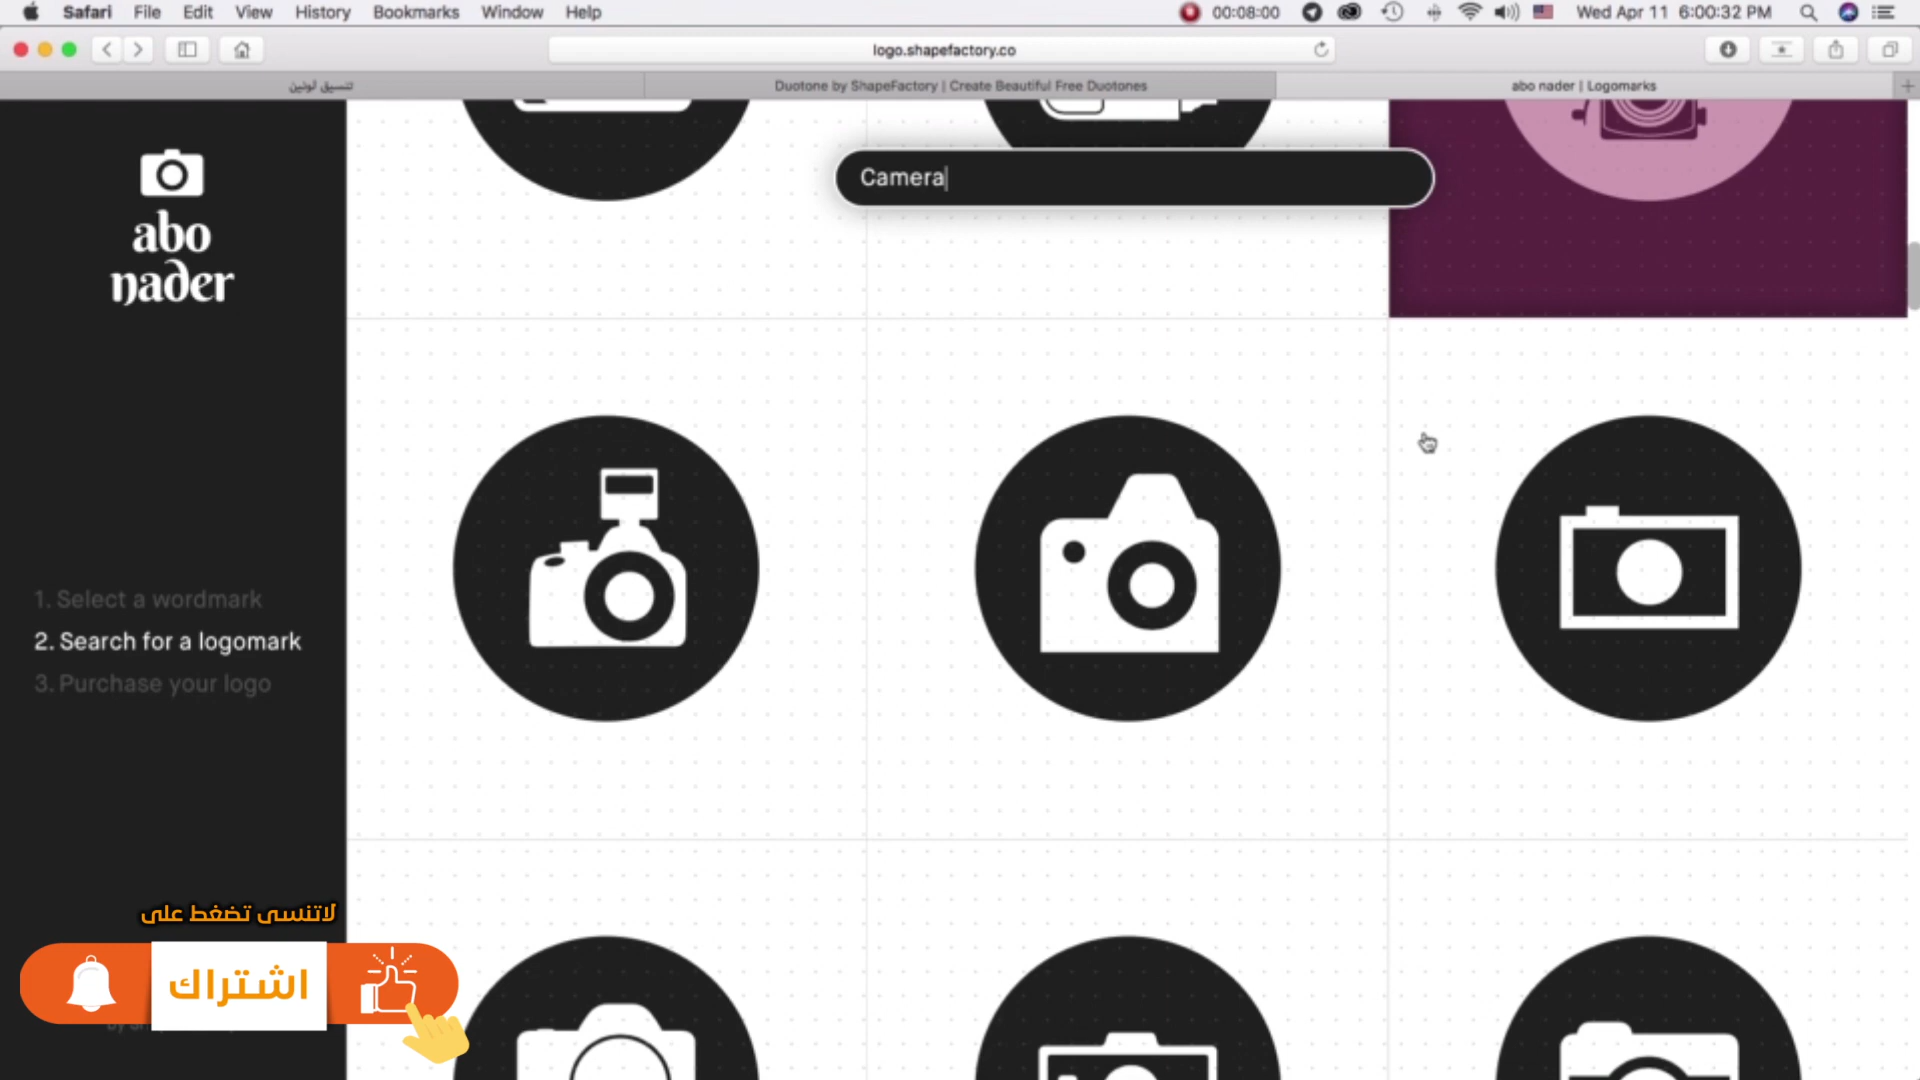 Safari File Edit View History Bookmarks Window Help 00:08:00 Wed Apr 11 6:00:32 PM
logo.shapefactory.co
تنسيق لونين Duotone by ShapeFactory | Create Beautiful Free Duotones abo nader | Logomarks
Camera
abo
nader
1. Select a wordmark
2. Search for a logomark
3. Purchase your logo
لاتنسى تضغط على
اشتراك